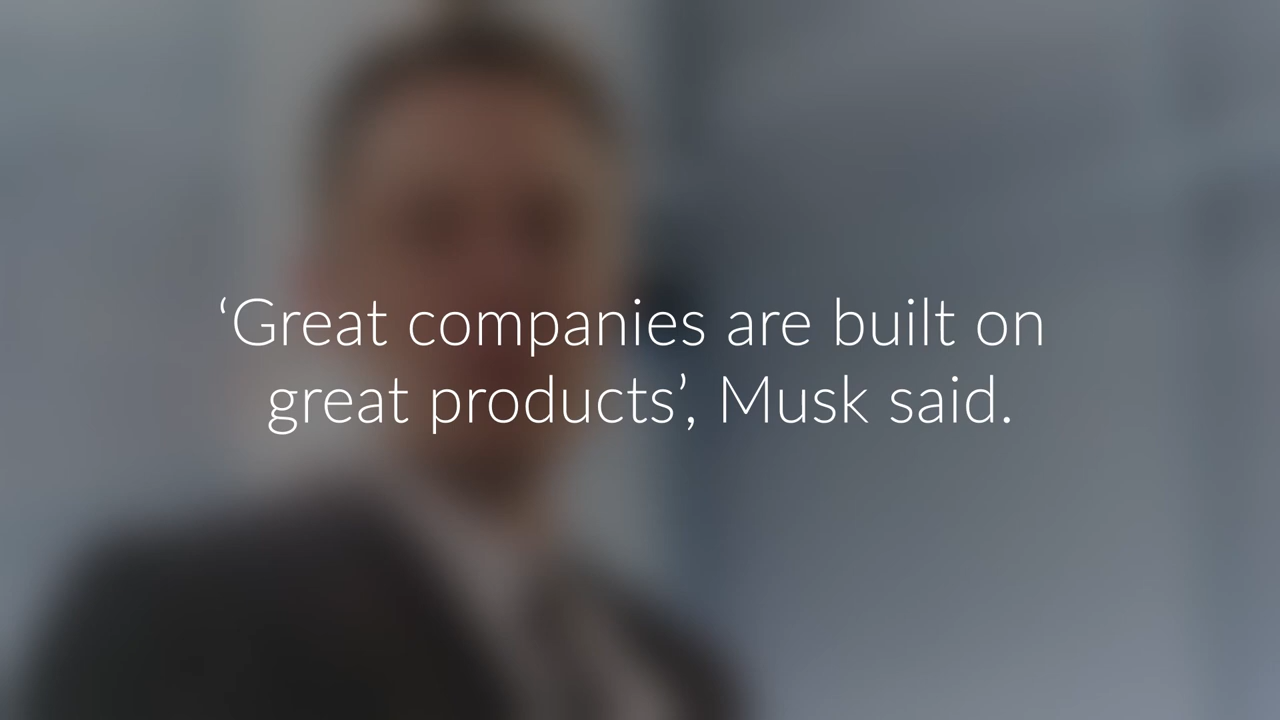 ‘Great companies are built on
great products’, Musk said.